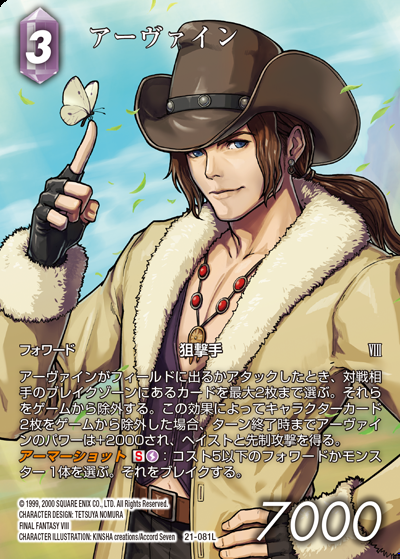 3
アーヴァイン
フォワード 狙撃手 VIII
アーヴァインがフィールドに出るかアタックしたとき、対戦相
手のブレイクゾーンにあるカードを最大2枚まで選ぶ。それら
をゲームから除外する。この効果によってキャラクターカード
2枚をゲームから除外した場合、ターン終了時までアーヴァイ
ンのパワーは+2000され、ヘイストと先制攻撃を得る。
アーマーショット S:コスト5以下のフォワードかモンス
ター1体を選ぶ。それをブレイクする。
© 1999, 2000 SQUARE ENIX CO., LTD. All Rights Reserved.
CHARACTER DESIGN: TETSUYA NOMURA
FINAL FANTASY VIII
CHARACTER ILLUSTRATION: KINSHA creations/Accord Seven
21-081L
7000